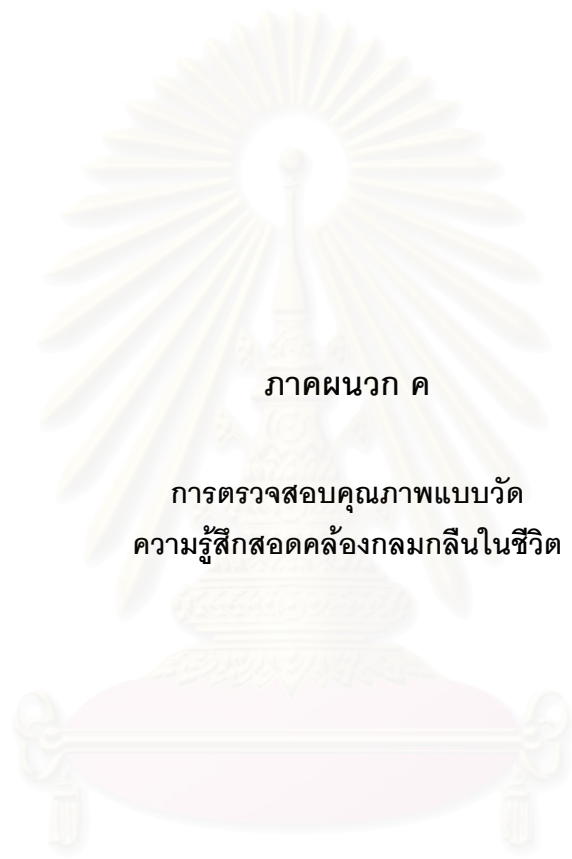 ภาคผนวก ค
การตรวจสอบคุณภาพแบบวัด
ความรู้สึกสอดคล้องกลมกลืนในชีวิต